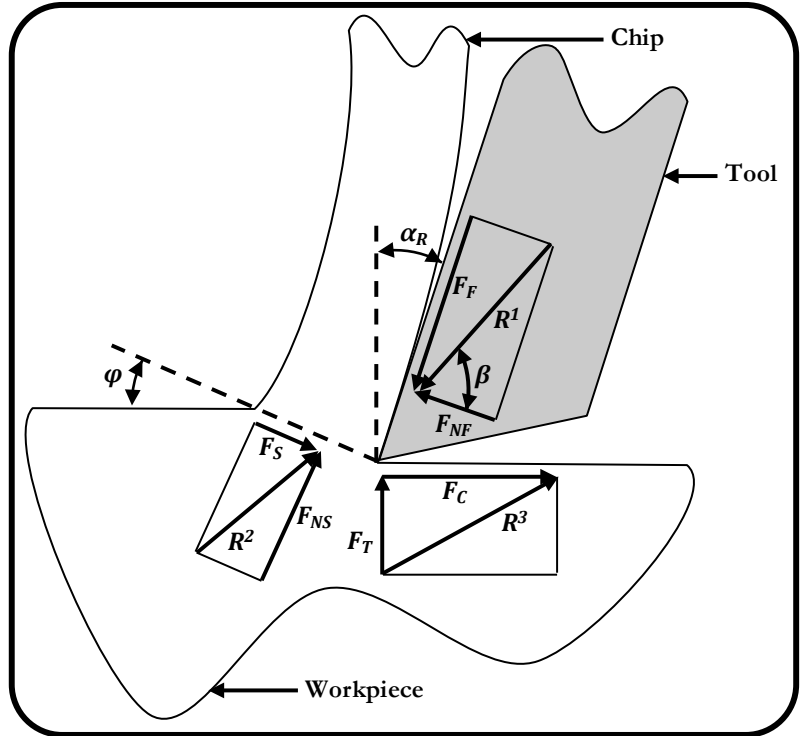 Chip
Tool
α_R
F_F
R^1
φ
β
F_NF
F_S
F_C
F_NS
R^3
R^2
F_T
Workpiece